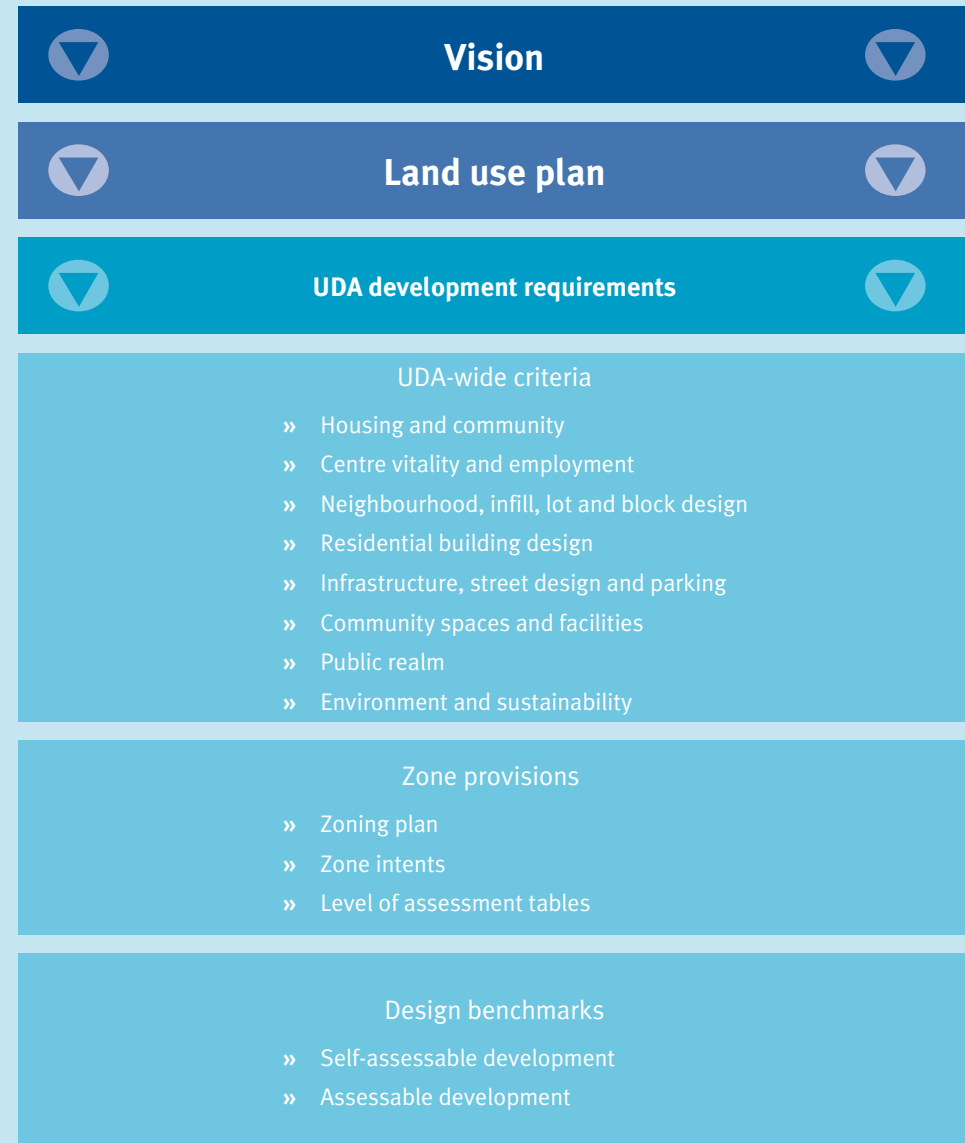 Vision
Land use plan
UDA development requirements
UDA-wide criteria
» Housing and community
» Centre vitality and employment
» Neighbourhood, infill, lot and block design
» Residential building design
» Infrastructure, street design and parking
» Community spaces and facilities
» Public realm
» Environment and sustainability
Zone provisions
» Zoning plan
» Zone intents
» Level of assessment tables
Design benchmarks
» Self-assessable development
» Assessable development